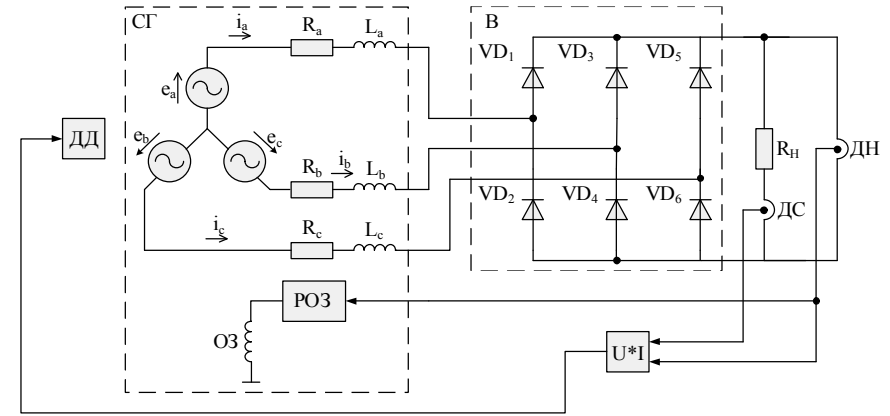 СГ
i_a
R_a
L_a
В
VD_1
VD_3
VD_5
e_a
ДД
e_b
e_c
R_b
i_b
L_b
R_Н
ДН
VD_2
VD_4
VD_6
ДС
i_c
R_c
L_c
РОЗ
ОЗ
U*I